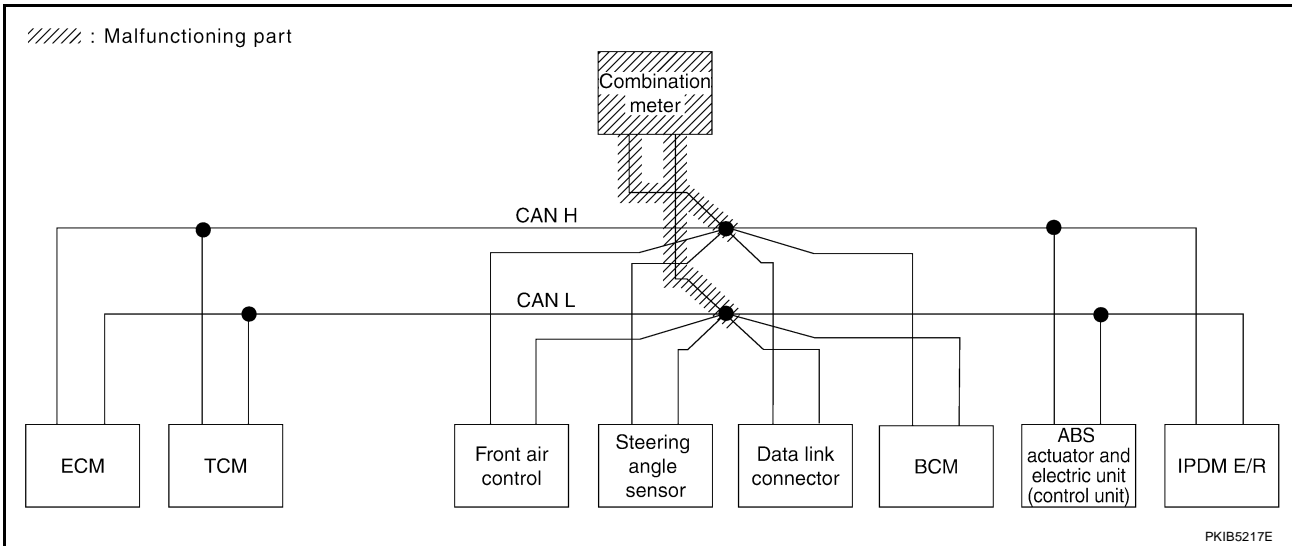 : Malfunctioning part
Combination
meter
CAN H
CAN L
ECM
TCM
Front air
control
Steering
angle
sensor
Data link
connector
BCM
ABS
actuator and
electric unit
(control unit)
IPDM E/R
PKIB5217E